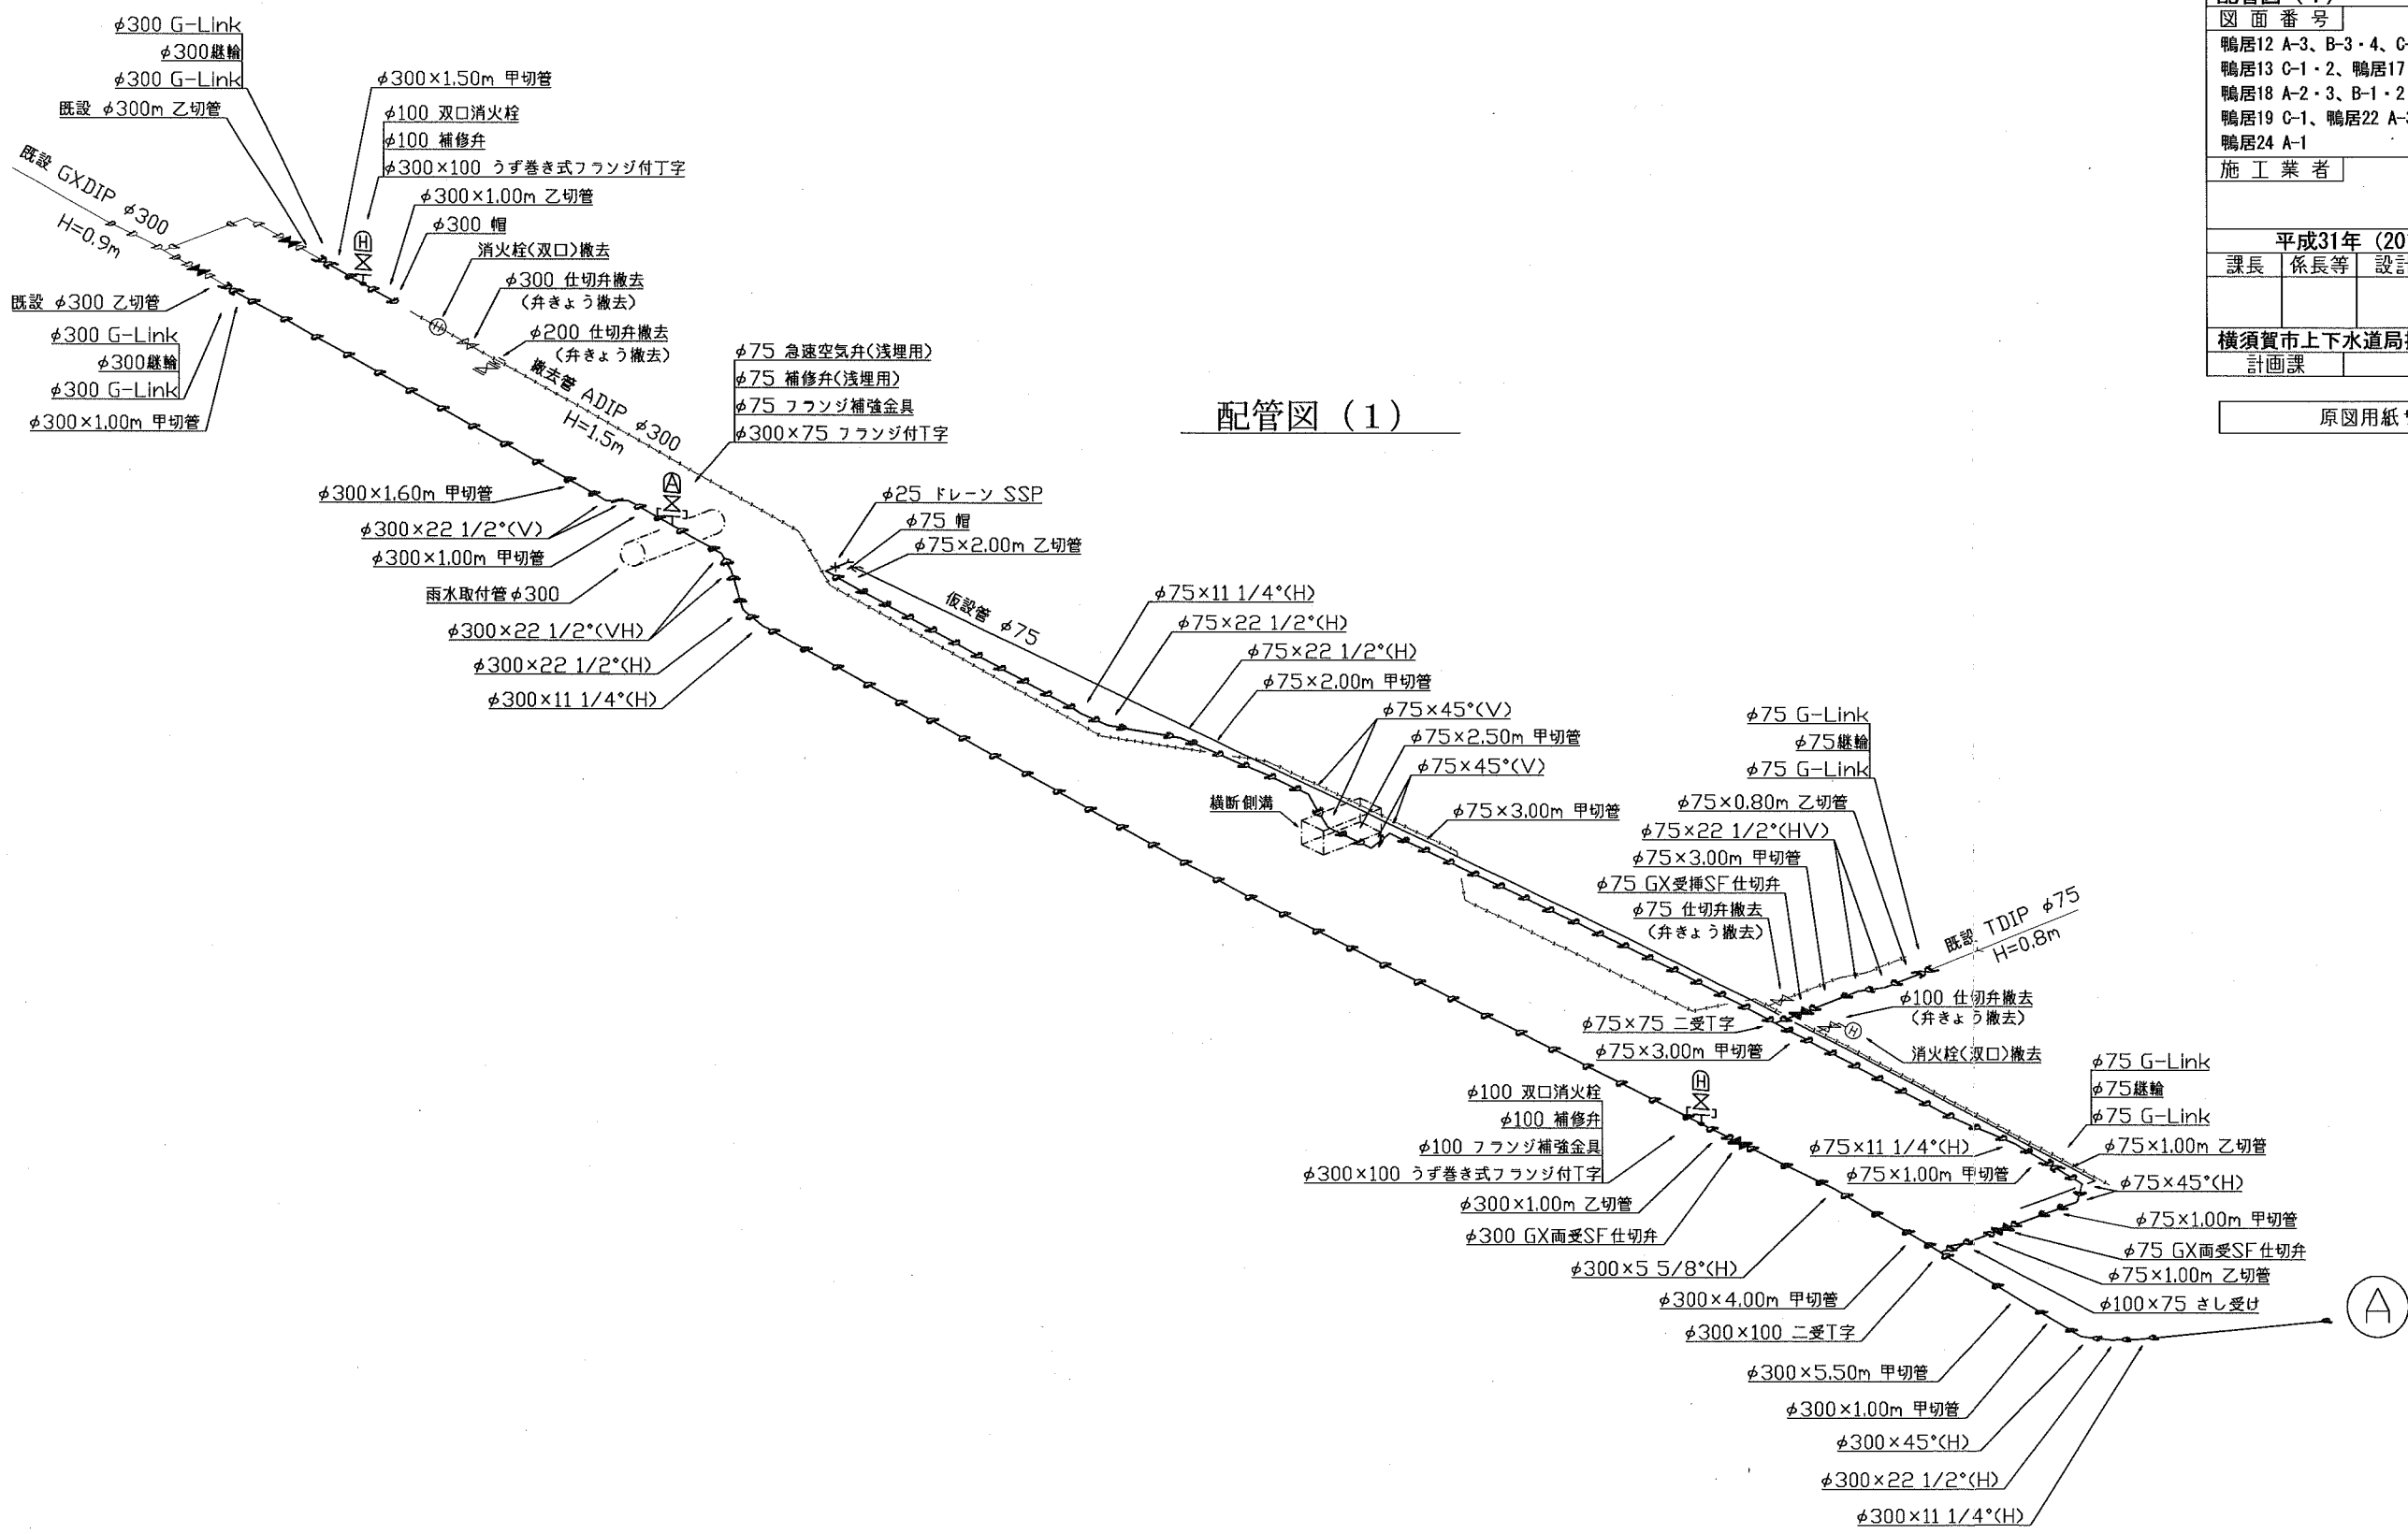 φ300 G-Link
φ300継輪
φ300 G-Link
既設 φ300m 乙切管
φ300×1.50m 甲切管
φ100 双口消火栓
φ100 補修弁
φ300×100 うず巻き式フランジ付丁字
φ300×1.00m 乙切管
φ300 帽
消火栓(双口)撤去
φ300 仕切弁撤去
(弁きょう撤去)
φ200 仕切弁撤去
(弁きょう撤去)
既設 GXDIP φ300
H=0.9m
H
既設 φ300 乙切管
φ300 G-Link
φ300継輪
φ300 G-Link
φ300×1.00m 甲切管
H
撤去管 ADIP φ300
H=1.5m
φ75 急速空気弁(浅埋用)
φ75 補修弁(浅埋用)
φ75 フランジ補強金具
φ300×75 フランジ付T字
配管図(1)
φ300×1.60m 甲切管
A
φ300×22 1/2°(V)
φ300×1.00m 甲切管
雨水取付管φ300
φ300×22 1/2°(VH)
φ300×22 1/2°(H)
φ300×11 1/4°(H)
φ25 ドレーン SSP
φ75 帽
φ75×2.00m 乙切管
仮設管 φ75
φ75×11 1/4°(H)
φ75×22 1/2°(H)
φ75×22 1/2°(H)
φ75×2.00m 甲切管
φ75×45°(V)
φ75×2.50m 甲切管
φ75×45°(V)
横断側溝
φ75×3.00m 甲切管
φ75 G-Link
φ75継輪
φ75 G-Link
φ75×0.80m 乙切管
φ75×22 1/2°(HV)
φ75×3.00m 甲切管
φ75 GX受挿SF仕切弁
φ75 仕切弁撤去
(弁きょう撤去)
既設 TDIP φ75
H=0.8m
φ100 仕切弁撤去
(弁きょう撤去)
H
消火栓(双口)撤去
φ75×75 二受T字
φ75×3.00m 甲切管
H
φ100 双口消火栓
φ100 補修弁
φ100 フランジ補強金具
φ300×100 うず巻き式フランジ付T字
φ300×1.00m 乙切管
φ300 GX両受SF仕切弁
φ300×5 5/8°(H)
φ300×4.00m 甲切管
φ300×100 二受T字
φ300×5.50m 甲切管
φ300×1.00m 甲切管
φ300×45°(H)
φ300×22 1/2°(H)
φ300×11 1/4°(H)
φ75 G-Link
φ75継輪
φ75 G-Link
φ75×11 1/4°(H)
φ75×1.00m 甲切管
φ75×1.00m 乙切管
φ75×45°(H)
φ75×1.00m 甲切管
φ75 GX両受SF仕切弁
φ75×1.00m 乙切管
φ100×75 さし受け
A
図面番号
鴨居12 A-3、B-3・4、C-
鴨居13 C-1・2、鴨居17
鴨居18 A-2・3、B-1・2
鴨居19 C-1、鴨居22 A-3
鴨居24 A-1
施工業者
平成31年(20
課長 係長等 設計
横須賀市上下水道局
計画課
原図用紙